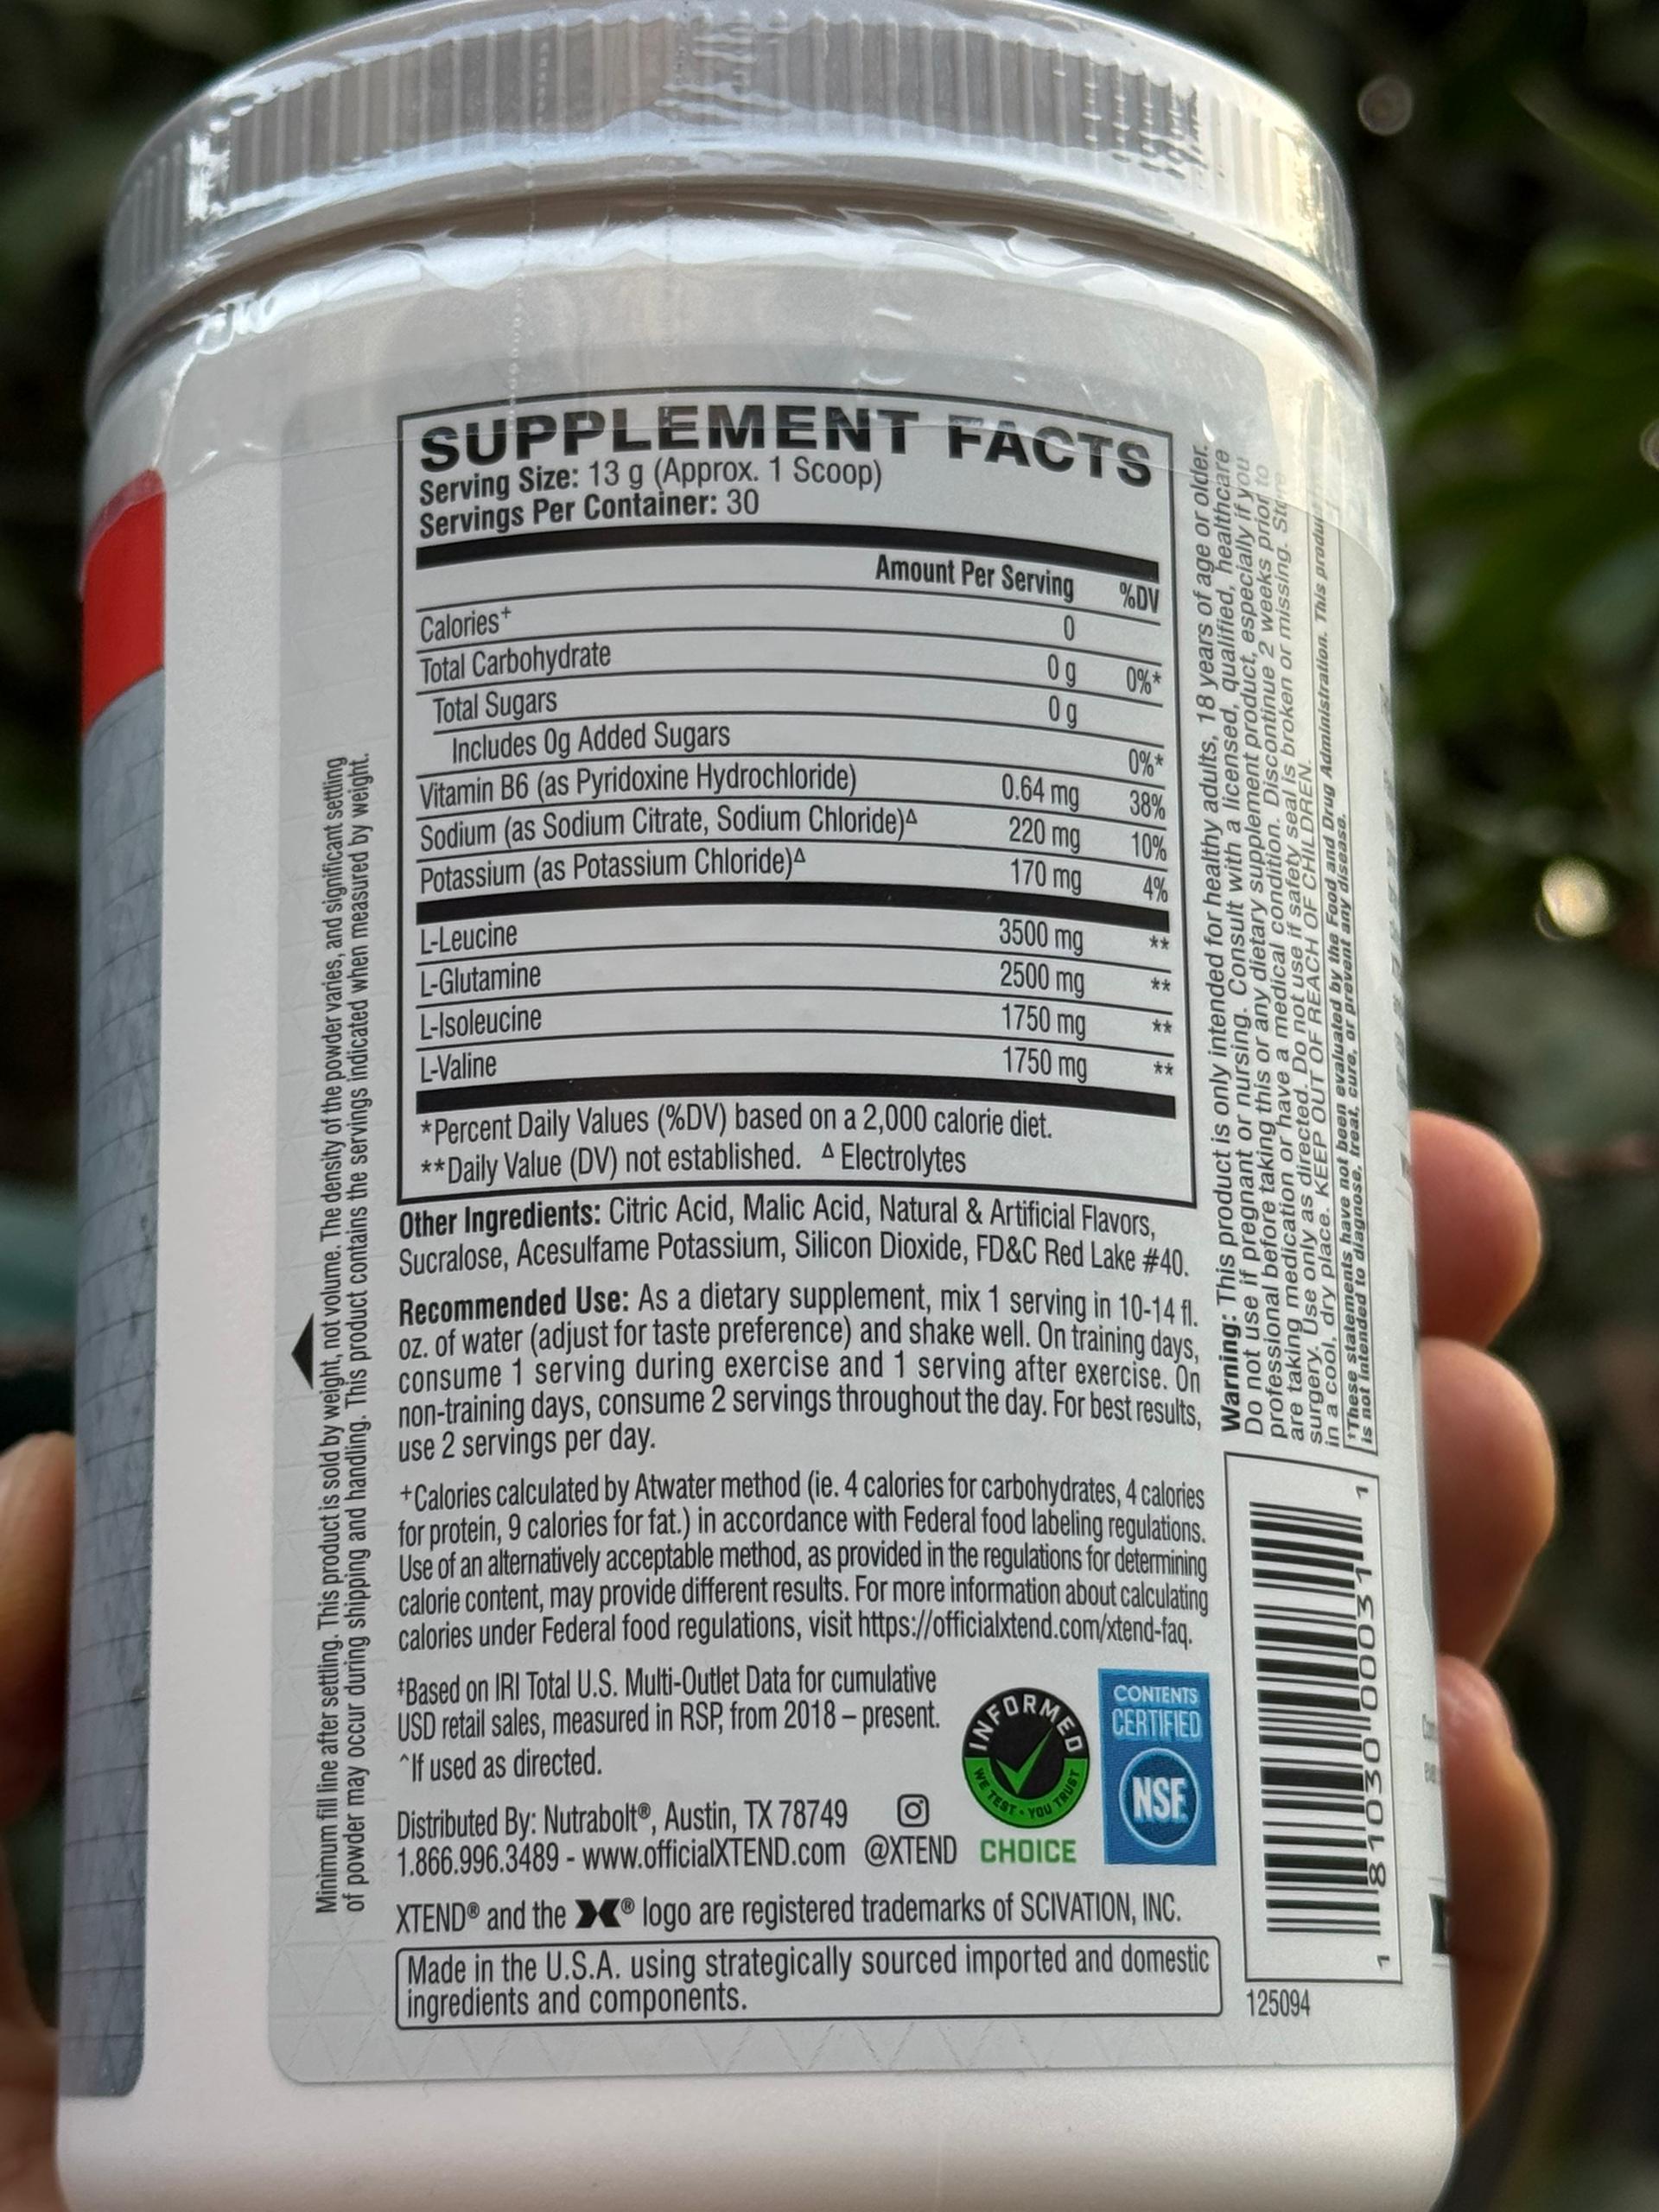 SUPPLEMENT FACTS
Serving Size: 13 g (Approx. 1 Scoop)
Servings Per Container: 30
Amount Per Serving %DV
Calories+ 0
Total Carbohydrate 0 g 0%*
Total Sugars 0 g
Includes 0g Added Sugars 0%*
Vitamin B6 (as Pyridoxine Hydrochloride) 0.64 mg 38%
Sodium (as Sodium Citrate, Sodium Chloride)Δ 220 mg 10%
Potassium (as Potassium Chloride)Δ 170 mg 4%
L-Leucine 3500 mg **
L-Glutamine 2500 mg **
L-Isoleucine 1750 mg **
L-Valine 1750 mg **
*Percent Daily Values (%DV) based on a 2,000 calorie diet.
**Daily Value (DV) not established. Δ Electrolytes
Other Ingredients: Citric Acid, Malic Acid, Natural & Artificial Flavors,
Sucralose, Acesulfame Potassium, Silicon Dioxide, FD&C Red Lake #40.
Recommended Use: As a dietary supplement, mix 1 serving in 10-14 fl.
oz. of water (adjust for taste preference) and shake well. On training days,
consume 1 serving during exercise and 1 serving after exercise. On
non-training days, consume 2 servings throughout the day. For best results,
use 2 servings per day.
+Calories calculated by Atwater method (ie. 4 calories for carbohydrates, 4 calories
for protein, 9 calories for fat.) in accordance with Federal food labeling regulations.
Use of an alternatively acceptable method, as provided in the regulations for determining
calorie content, may provide different results. For more information about calculating
calories under Federal food regulations, visit https://officialxtend.com/xtend-faq.
‡Based on IRI Total U.S. Multi-Outlet Data for cumulative
USD retail sales, measured in RSP, from 2018 – present.
^If used as directed.
Distributed By: Nutrabolt®, Austin, TX 78749
1.866.996.3489 - www.officialXTEND.com @XTEND
INFORMED
WE TEST • YOU TRUST
CHOICE
CONTENTS
CERTIFIED
NSF
XTEND® and the ® logo are registered trademarks of SCIVATION, INC.
Made in the U.S.A. using strategically sourced imported and domestic
ingredients and components.
Minimum fill line after settling. This product is sold by weight, not volume. The density of the powder varies, and significant settling
of powder may occur during shipping and handling. This product contains the servings indicated when measured by weight.
Warning: This product is only intended for healthy adults, 18 years of age or older.
Do not use if pregnant or nursing. Consult with a licensed, qualified, healthcare
professional before taking this or any dietary supplement product, especially if you
are taking medication or have a medical condition. Discontinue 2 weeks prior to
surgery. Use only as directed. Do not use if safety seal is broken or missing. Store
in a cool, dry place. KEEP OUT OF REACH OF CHILDREN.
†These statements have not been evaluated by the Food and Drug Administration. This product
is not intended to diagnose, treat, cure, or prevent any disease.
1 81030 00031 1
125094